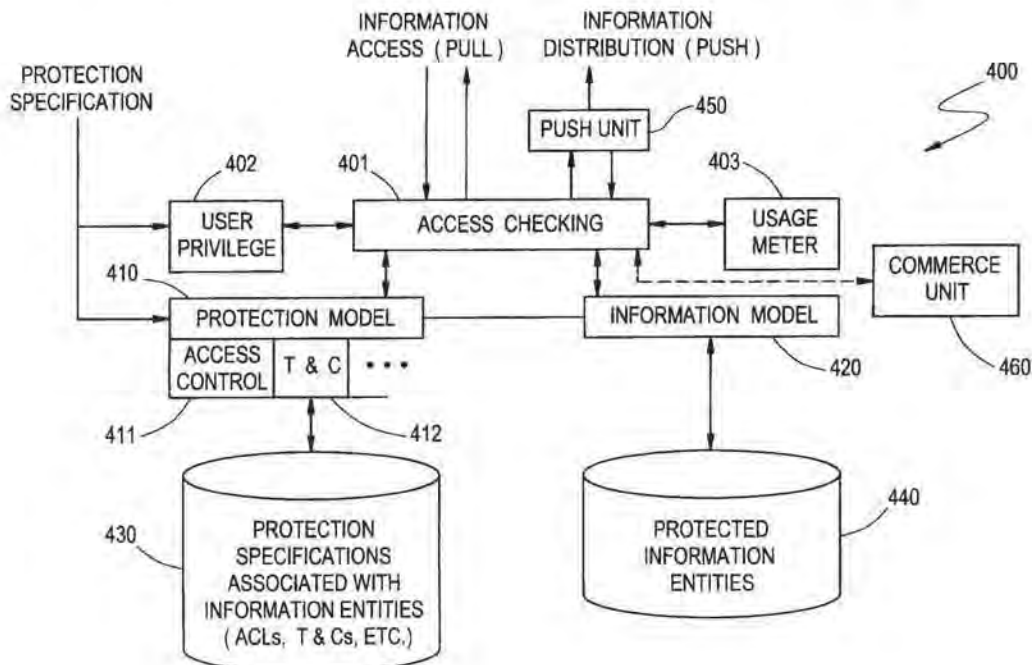 INFORMATION
ACCESS ( PULL )
INFORMATION
DISTRIBUTION ( PUSH )
PROTECTION
SPECIFICATION
400
450
PUSH UNIT
402
401
403
USER
PRIVILEGE
ACCESS CHECKING
USAGE
METER
410
COMMERCE
UNIT
PROTECTION MODEL
INFORMATION MODEL
ACCESS
CONTROL
T & C
• • •
420
460
411
412
430
440
PROTECTION
SPECIFICATIONS
ASSOCIATED WITH
INFORMATION ENTITIES
( ACLs, T & Cs, ETC.)
PROTECTED
INFORMATION
ENTITIES